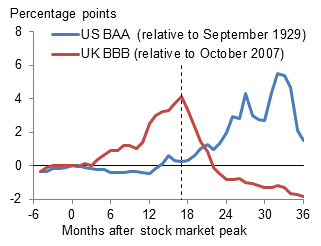 Percentage points
8
US BAA (relative to September 1929)
UK BBB (relative to October 2007)
6
4
2
0
-2
-6 0 6 12 18 24 30 36
Months after stock market peak